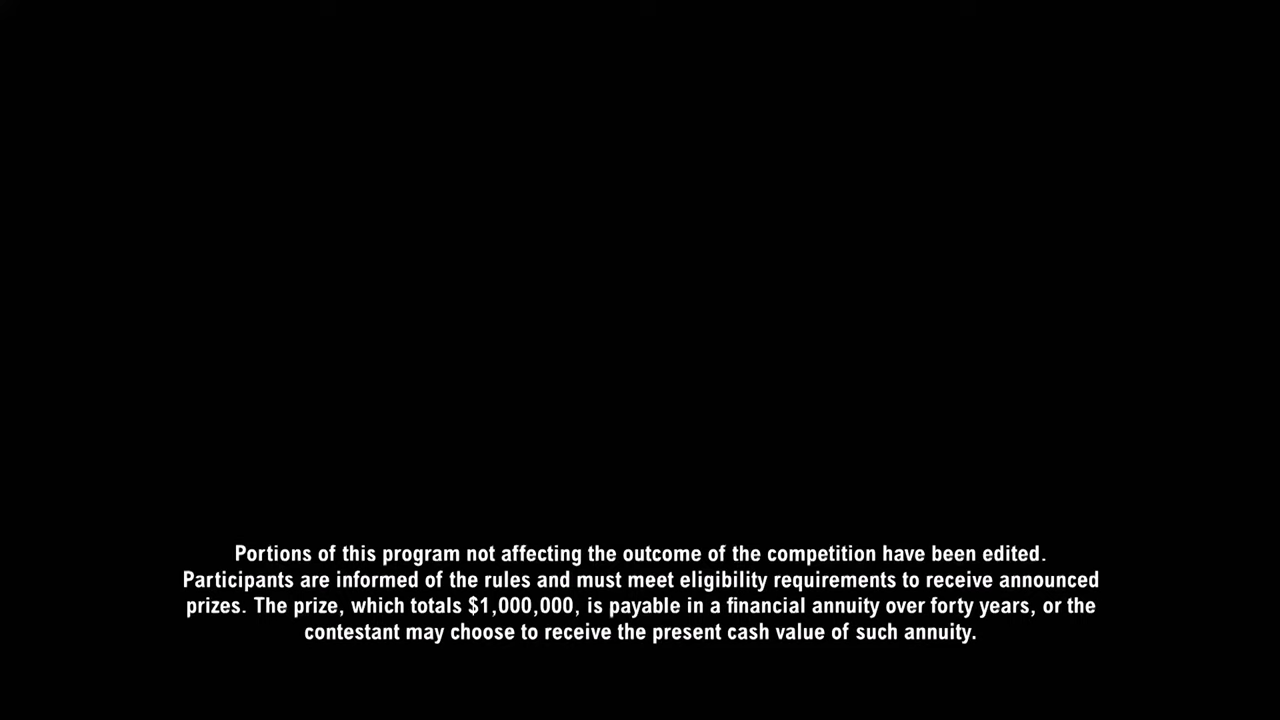 Portions of this program not affecting the outcome of the competition have been edited.
Participants are informed of the rules and must meet eligibility requirements to receive announced
prizes. The prize, which totals $1,000,000, is payable in a financial annuity over forty years, or the
contestant may choose to receive the present cash value of such annuity.